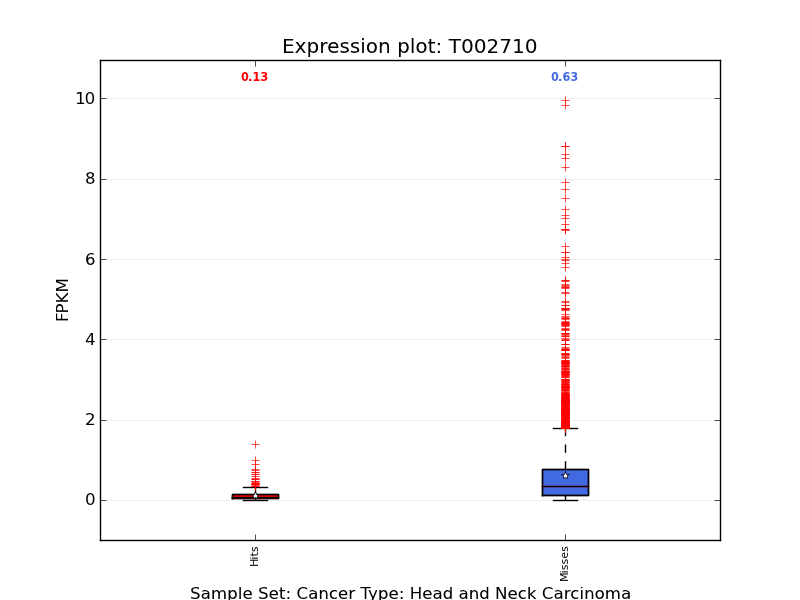 Expression plot: T002710
0.13 0.63
10
8
6
4
2
0
FPKM
Hits
Misses
Sample Set: Cancer Type: Head and Neck Carcinoma